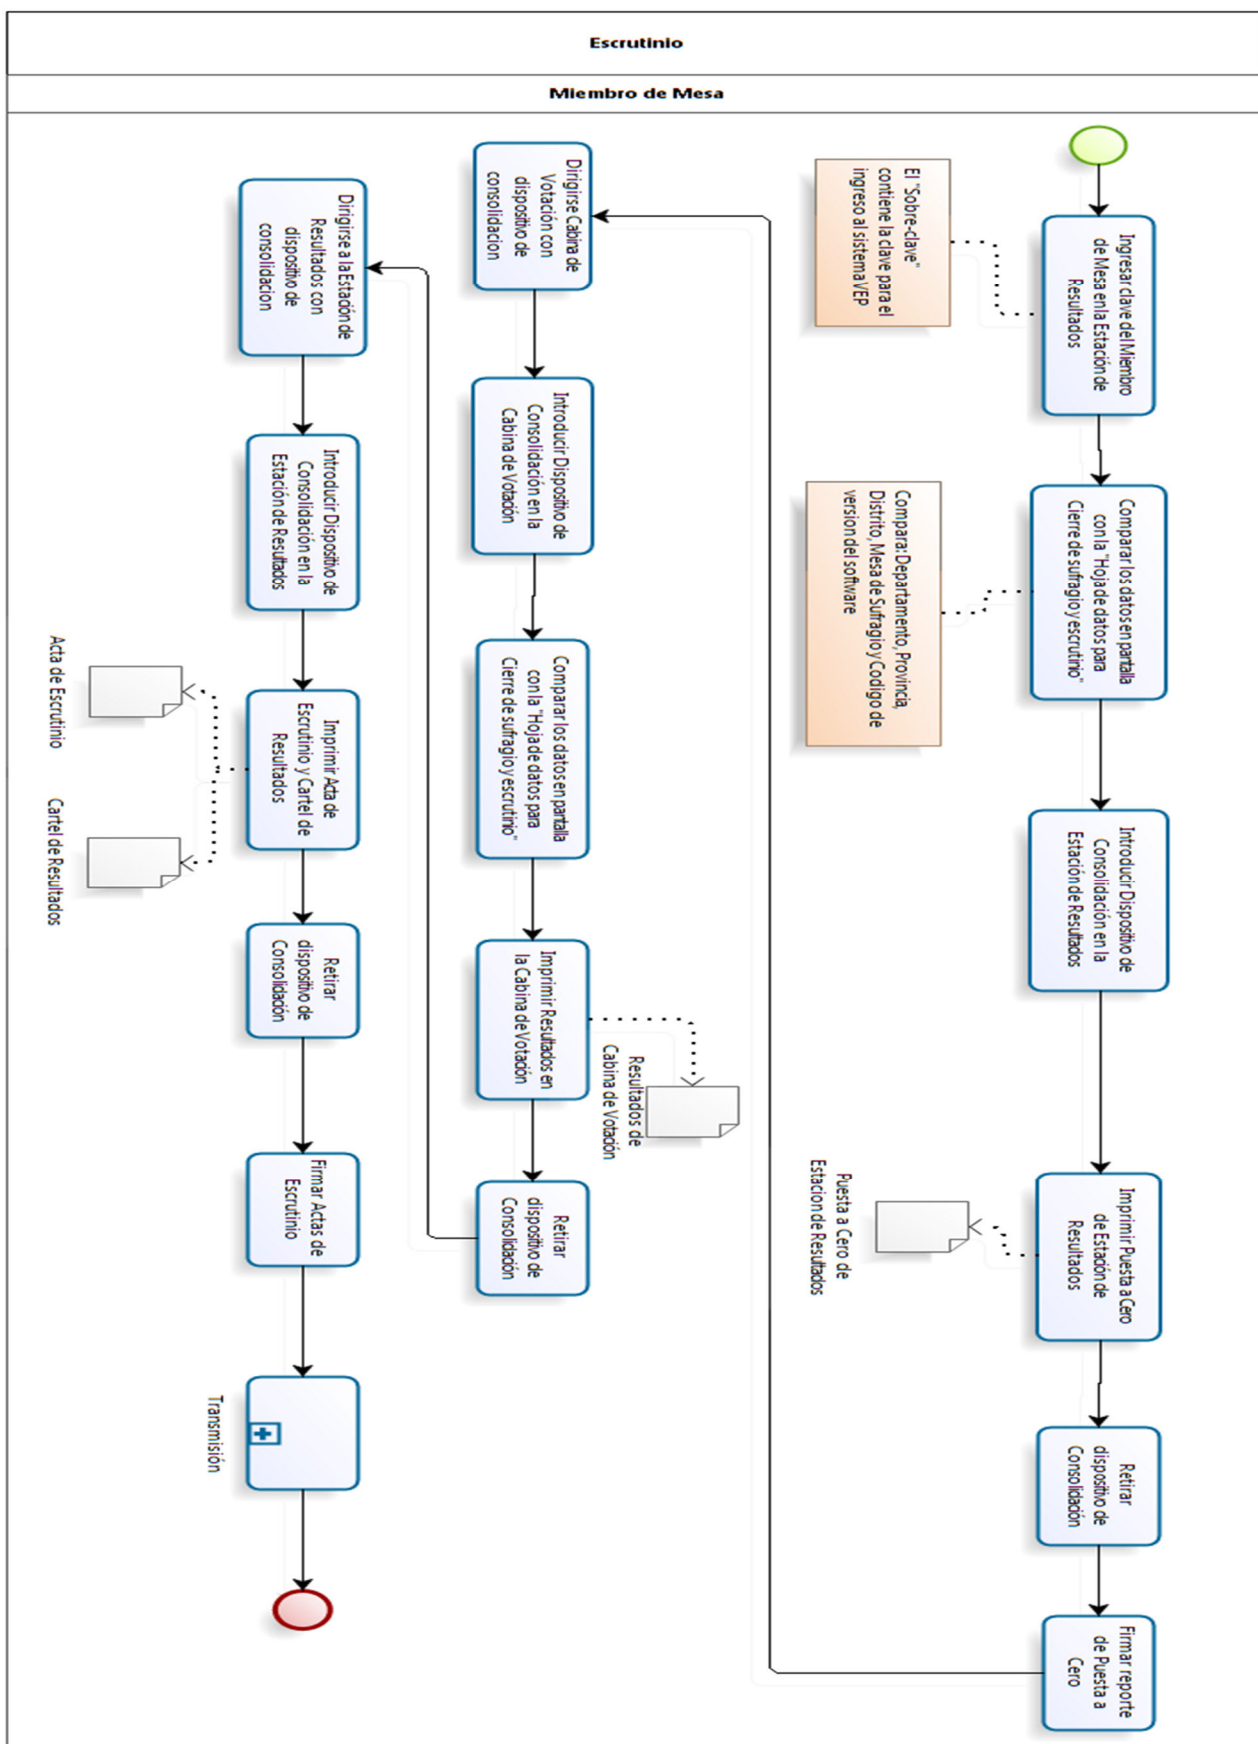 Escrutinio
Miembro de Mesa
Ingresar clave del Miembro
de Mesa en la Estación de
Resultados
El "Sobre-clave"
contiene la clave para el
ingreso al sistema VEP
Comparar los datos en pantalla
con la "Hoja de datos para
Cierre de sufragio y escrutinio"
Compara: Departamento, Provincia,
Distrito, Mesa de Sufragio y Codigo de
version del software
Introducir Dispositivo de
Consolidación en la
Estación de Resultados
Imprimir Puesta a Cero
de Estación de
Resultados
Puesta a Cero de
Estacion de Resultados
Retirar
dispositivo de
Consolidación
Firmar reporte
de Puesta a
Cero
Dirigirse Cabina de
Votación con
dispositivo de
consolidacion
Introducir Dispositivo de
Consolidación en la
Cabina de Votación
Comparar los datos en pantalla
con la "Hoja de datos para
Cierre de sufragio y escrutinio"
Imprimir Resultados en
la Cabina de Votación
Resultados de
Cabina de Votación
Retirar
dispositivo de
Consolidación
Dirigirse a la Estación de
Resultados con
dispositivo de
consolidacion
Introducir Dispositivo de
Consolidación en la
Estación de Resultados
Imprimir Acta de
Escrutinio y Cartel de
Resultados
Acta de Escrutinio
Cartel de Resultados
Retirar
dispositivo de
Consolidación
Firmar Actas de
Escrutinio
Transmisión